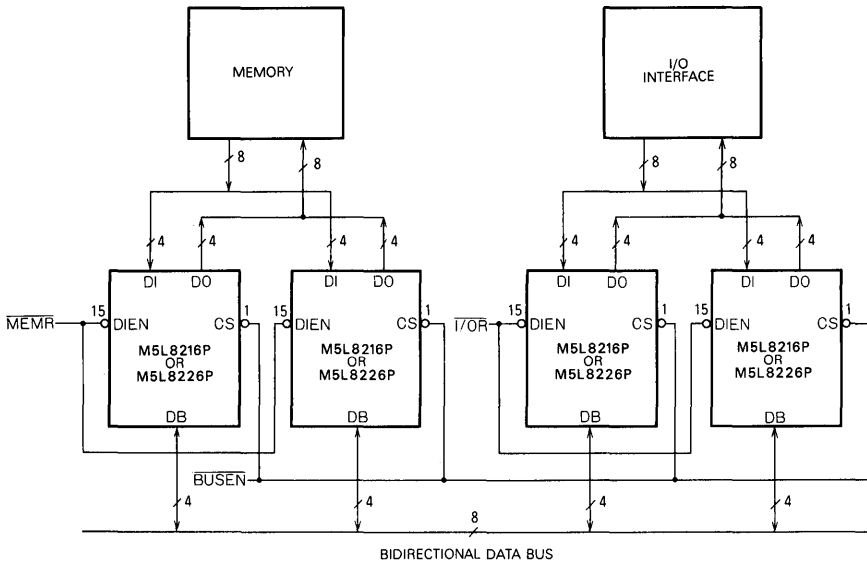 MEMORY
I/O
INTERFACE
8
8
8
8
4
4
4
4
4
4
4
4
DI
DO
DI
DO
DI
DO
DI
DO
MEMR
15
DIEN
CS
1
15
DIEN
CS
1
I/OR
15
DIEN
CS
1
15
DIEN
CS
1
M5L8216P
OR
M5L8226P
M5L8216P
OR
M5L8226P
M5L8216P
OR
M5L8226P
M5L8216P
OR
M5L8226P
DB
DB
DB
DB
BUSEN
4
4
4
4
8
BIDIRECTIONAL DATA BUS